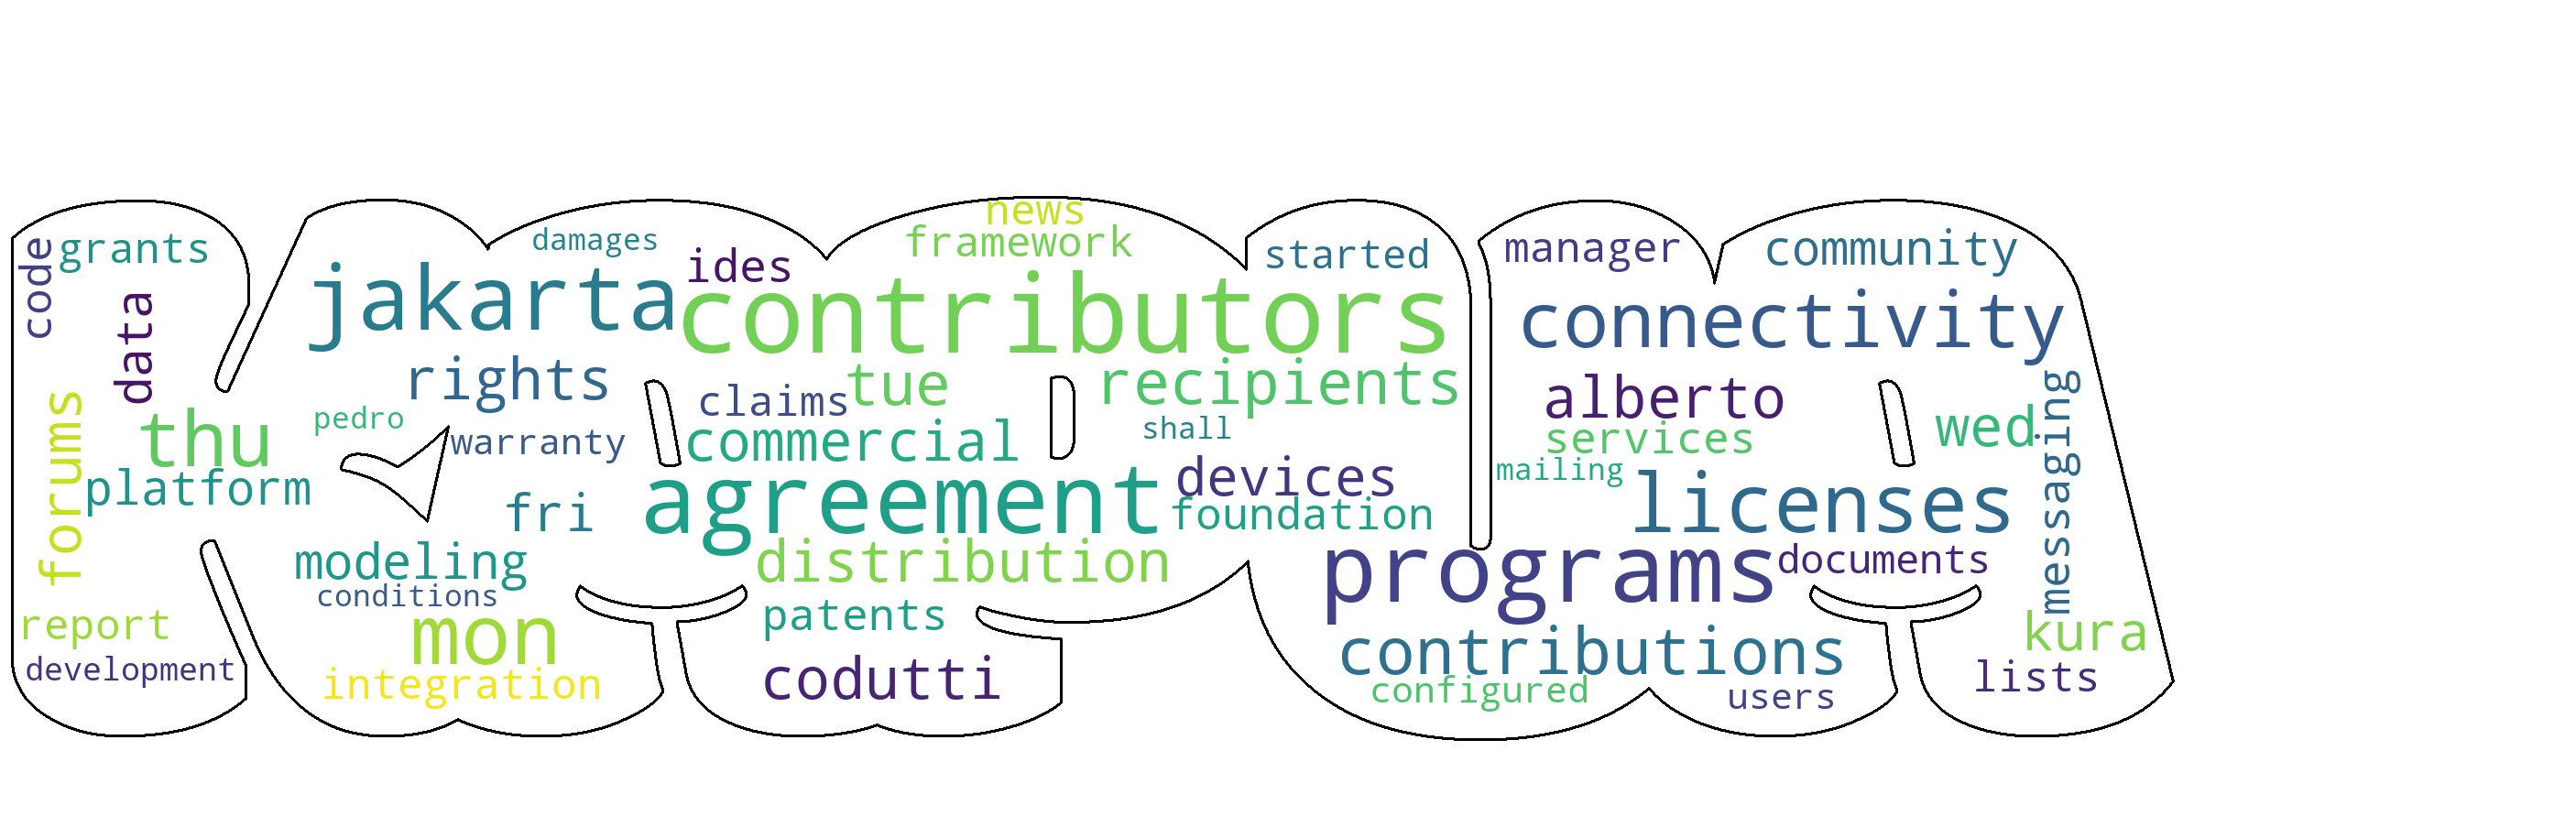 code
grants
data
forums
thu
platform
report
development
damages
jakarta
rights
pedro
warranty
fri
modeling
conditions
mon
integration
news
framework
ides
started
contributors
claims
tue
recipients
commercial
shall
agreement
devices
foundation
distribution
patents
codutti
manager
community
connectivity
alberto
services
wed
mailing
licenses
messaging
programs
documents
contributions
configured
users
kura
lists